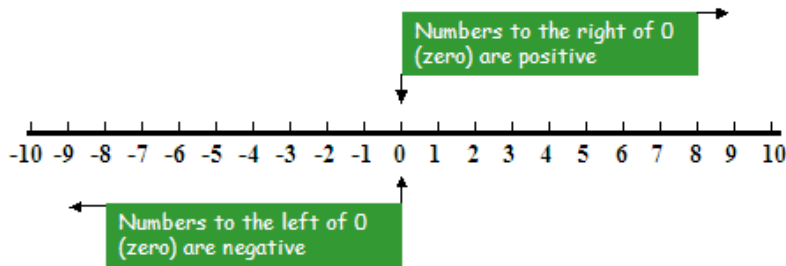 Numbers to the right of 0
(zero) are positive
-10 -9 -8 -7 -6 -5 -4 -3 -2 -1 0 1 2 3 4 5 6 7 8 9 10
Numbers to the left of 0
(zero) are negative